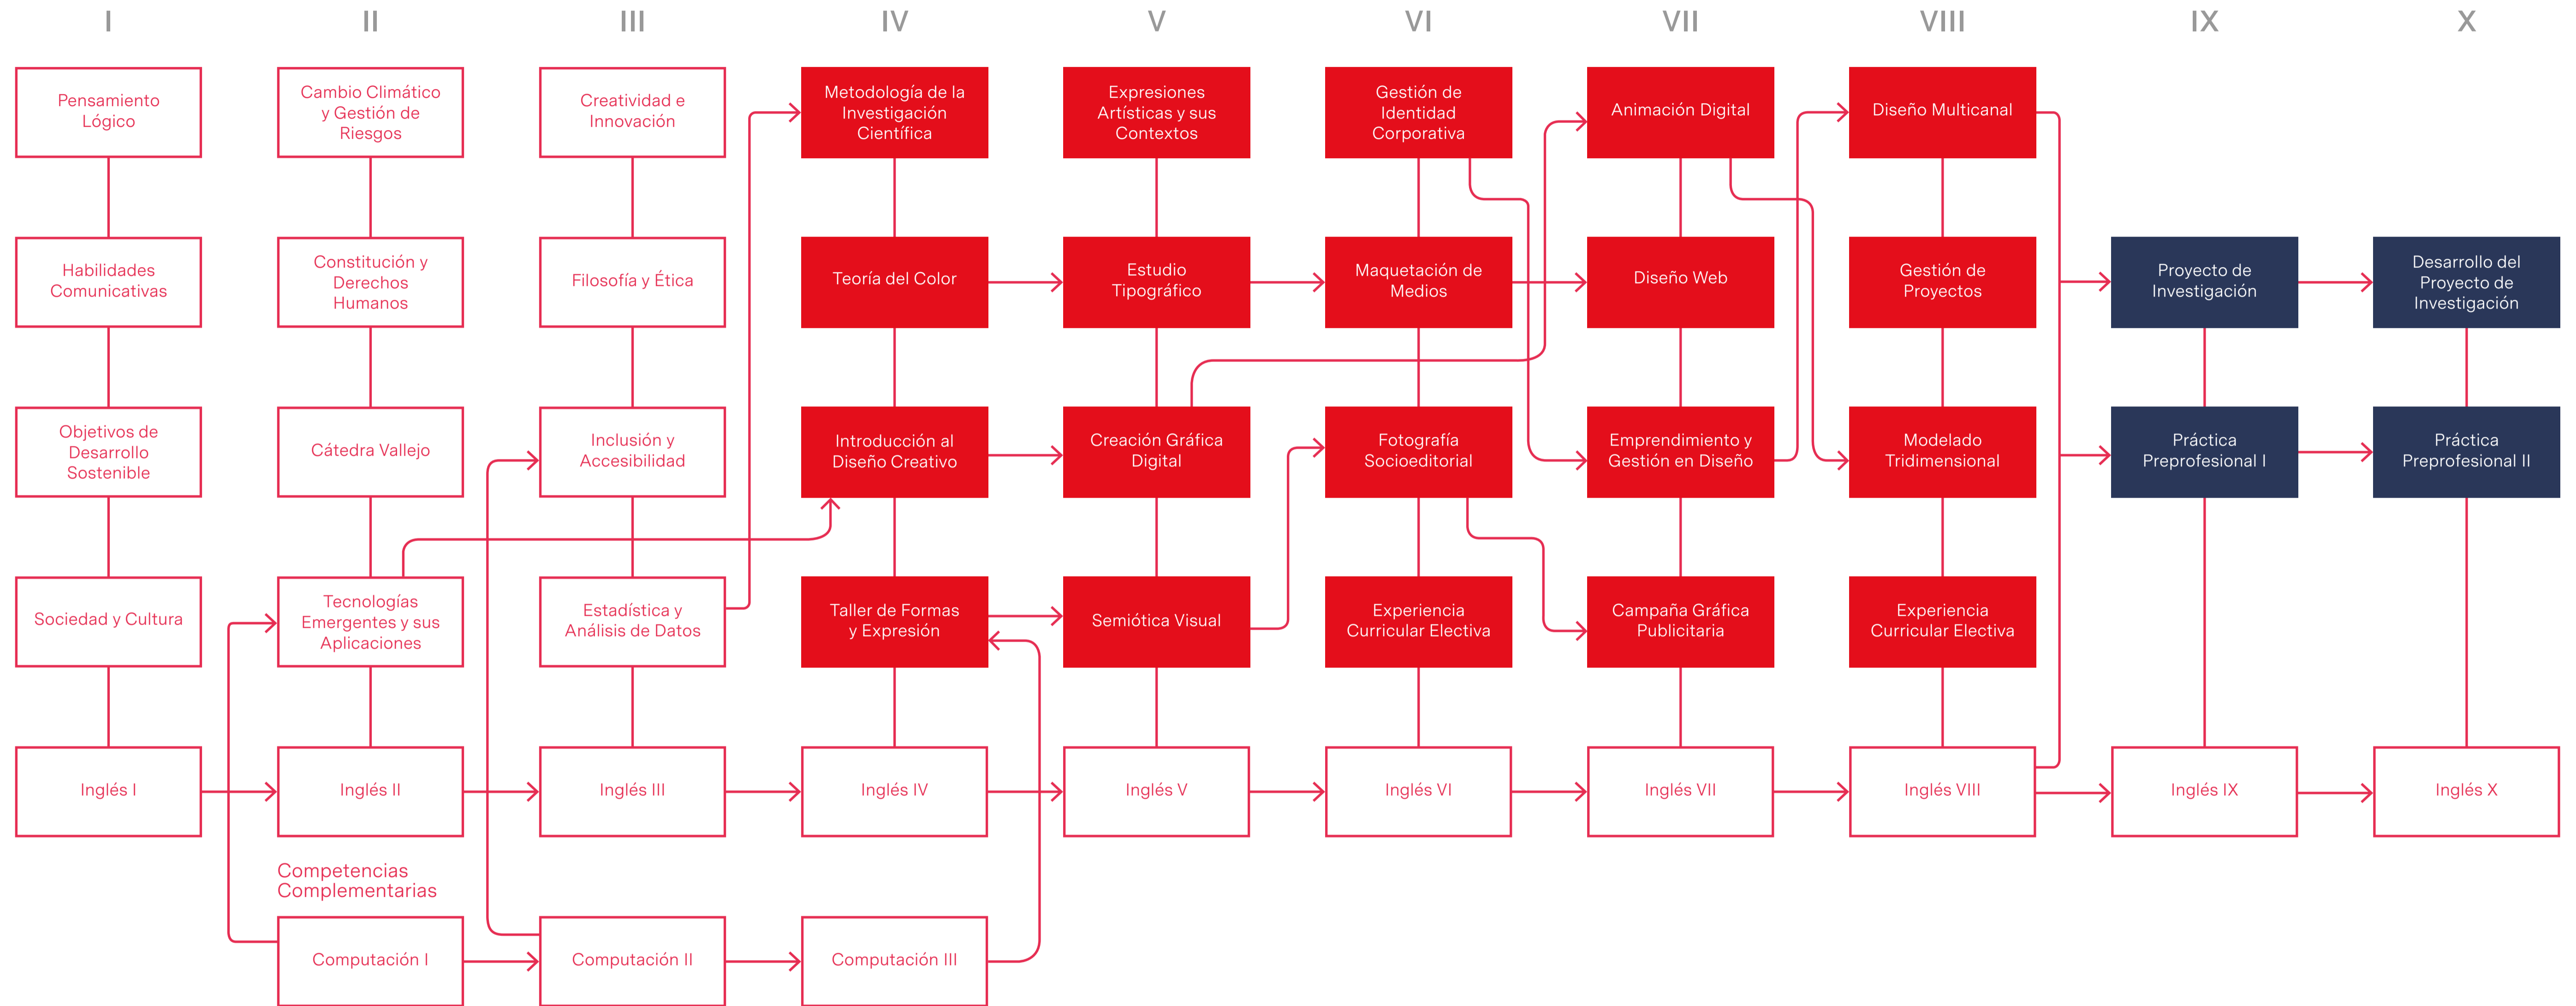 I
II
III
IV
V
VI
VII
VIII
IX
X
Pensamiento
Lógico
Cambio Climático
y Gestión de
Riesgos
Creatividad e
Innovación
Metodología de la
Investigación
Científica
Expresiones
Artísticas y sus
Contextos
Gestión de
Identidad
Corporativa
Animación Digital
Diseño Multicanal
Habilidades
Comunicativas
Constitución y
Derechos
Humanos
Filosofía y Ética
Teoría del Color
Estudio
Tipográfico
Maquetación de
Medios
Diseño Web
Gestión de
Proyectos
Proyecto de
Investigación
Desarrollo del
Proyecto de
Investigación
Objetivos de
Desarrollo
Sostenible
Cátedra Vallejo
Inclusión y
Accesibilidad
Introducción al
Diseño Creativo
Creación Gráfica
Digital
Fotografía
Socioeditorial
Emprendimiento y
Gestión en Diseño
Modelado
Tridimensional
Práctica
Preprofesional I
Práctica
Preprofesional II
Sociedad y Cultura
Tecnologías
Emergentes y sus
Aplicaciones
Estadística y
Análisis de Datos
Taller de Formas
y Expresión
Semiótica Visual
Experiencia
Curricular Electiva
Campaña Gráfica
Publicitaria
Experiencia
Curricular Electiva
Inglés I
Inglés II
Inglés III
Inglés IV
Inglés V
Inglés VI
Inglés VII
Inglés VIII
Inglés IX
Inglés X
Competencias
Complementarias
Computación I
Computación II
Computación III